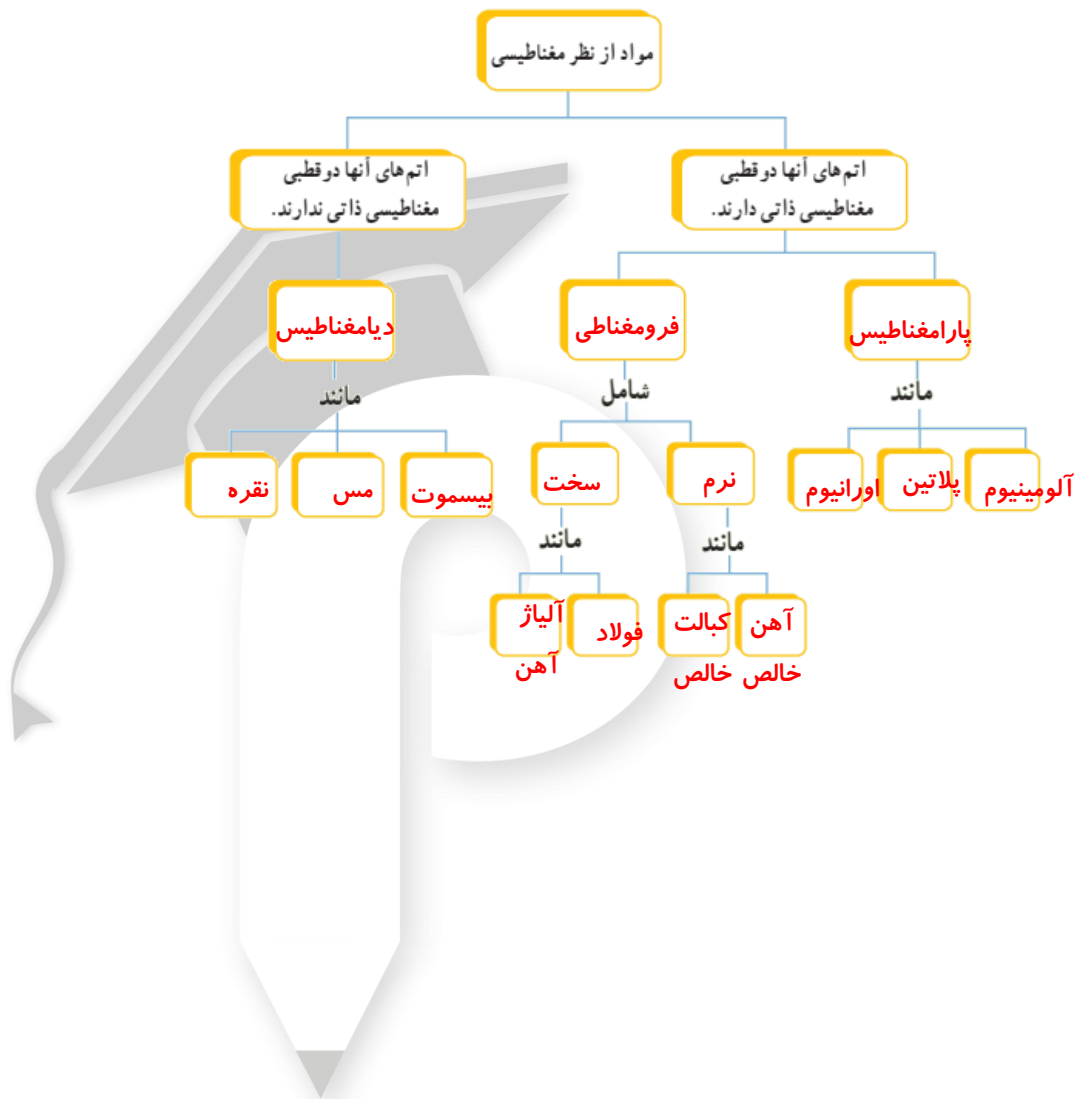 مواد از نظر مغناطیسی
اتم‌های آنها دوقطبی
مغناطیسی ذاتی دارند.
اتم‌های آنها دوقطبی
مغناطیسی ذاتی ندارند.
پارامغناطیس
فرومغناطی
دیامغناطیس
مانند
شامل
مانند
آلومینیوم
پلاتین
اورانیوم
نرم
سخت
بیسموت
مس
نقره
مانند
مانند
آهن
خالص
کبالت
خالص
فولاد
آلیاژ
آهن